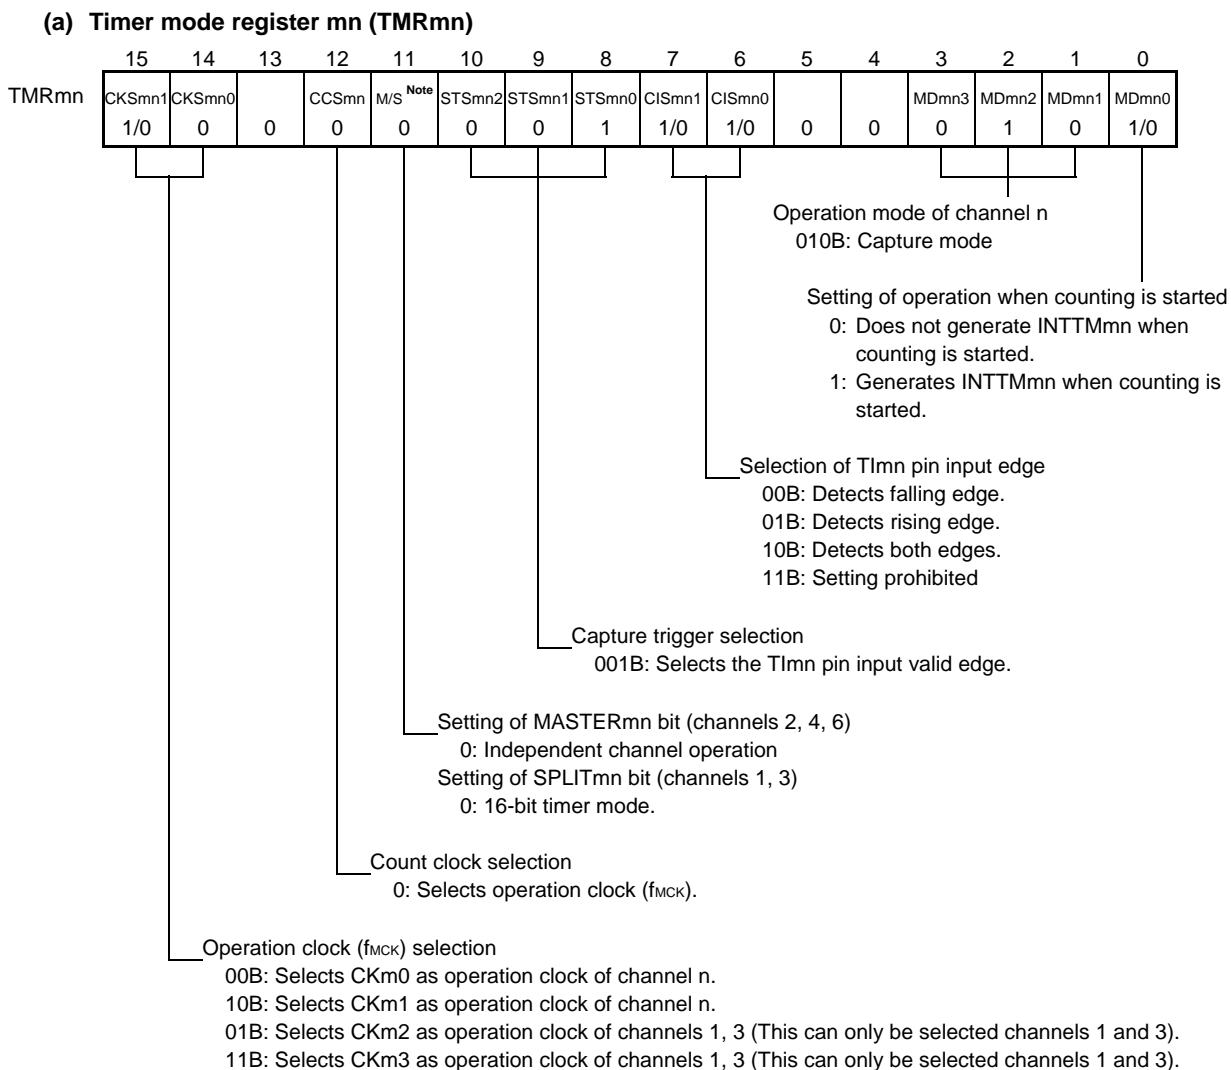 (a) Timer mode register mn (TMRmn)
15 14 13 12 11 10 9 8 7 6 5 4 3 2 1 0
TMRmn CKSmn1 CKSmn0 CCSmn M/S Note STSmn2 STSmn1 STSmn0 CISmn1 CISmn0 MDmn3 MDmn2 MDmn1 MDmn0
1/0 0 0 0 0 0 0 1 1/0 1/0 0 0 0 1 0 1/0
Operation mode of channel n
010B: Capture mode
Setting of operation when counting is started
0: Does not generate INTTMmn when
counting is started.
1: Generates INTTMmn when counting is
started.
Selection of TImn pin input edge
00B: Detects falling edge.
01B: Detects rising edge.
10B: Detects both edges.
11B: Setting prohibited
Capture trigger selection
001B: Selects the TImn pin input valid edge.
Setting of MASTERmn bit (channels 2, 4, 6)
0: Independent channel operation
Setting of SPLITmn bit (channels 1, 3)
0: 16-bit timer mode.
Count clock selection
0: Selects operation clock (fMCK).
Operation clock (fMCK) selection
00B: Selects CKm0 as operation clock of channel n.
10B: Selects CKm1 as operation clock of channel n.
01B: Selects CKm2 as operation clock of channels 1, 3 (This can only be selected channels 1 and 3).
11B: Selects CKm3 as operation clock of channels 1, 3 (This can only be selected channels 1 and 3).